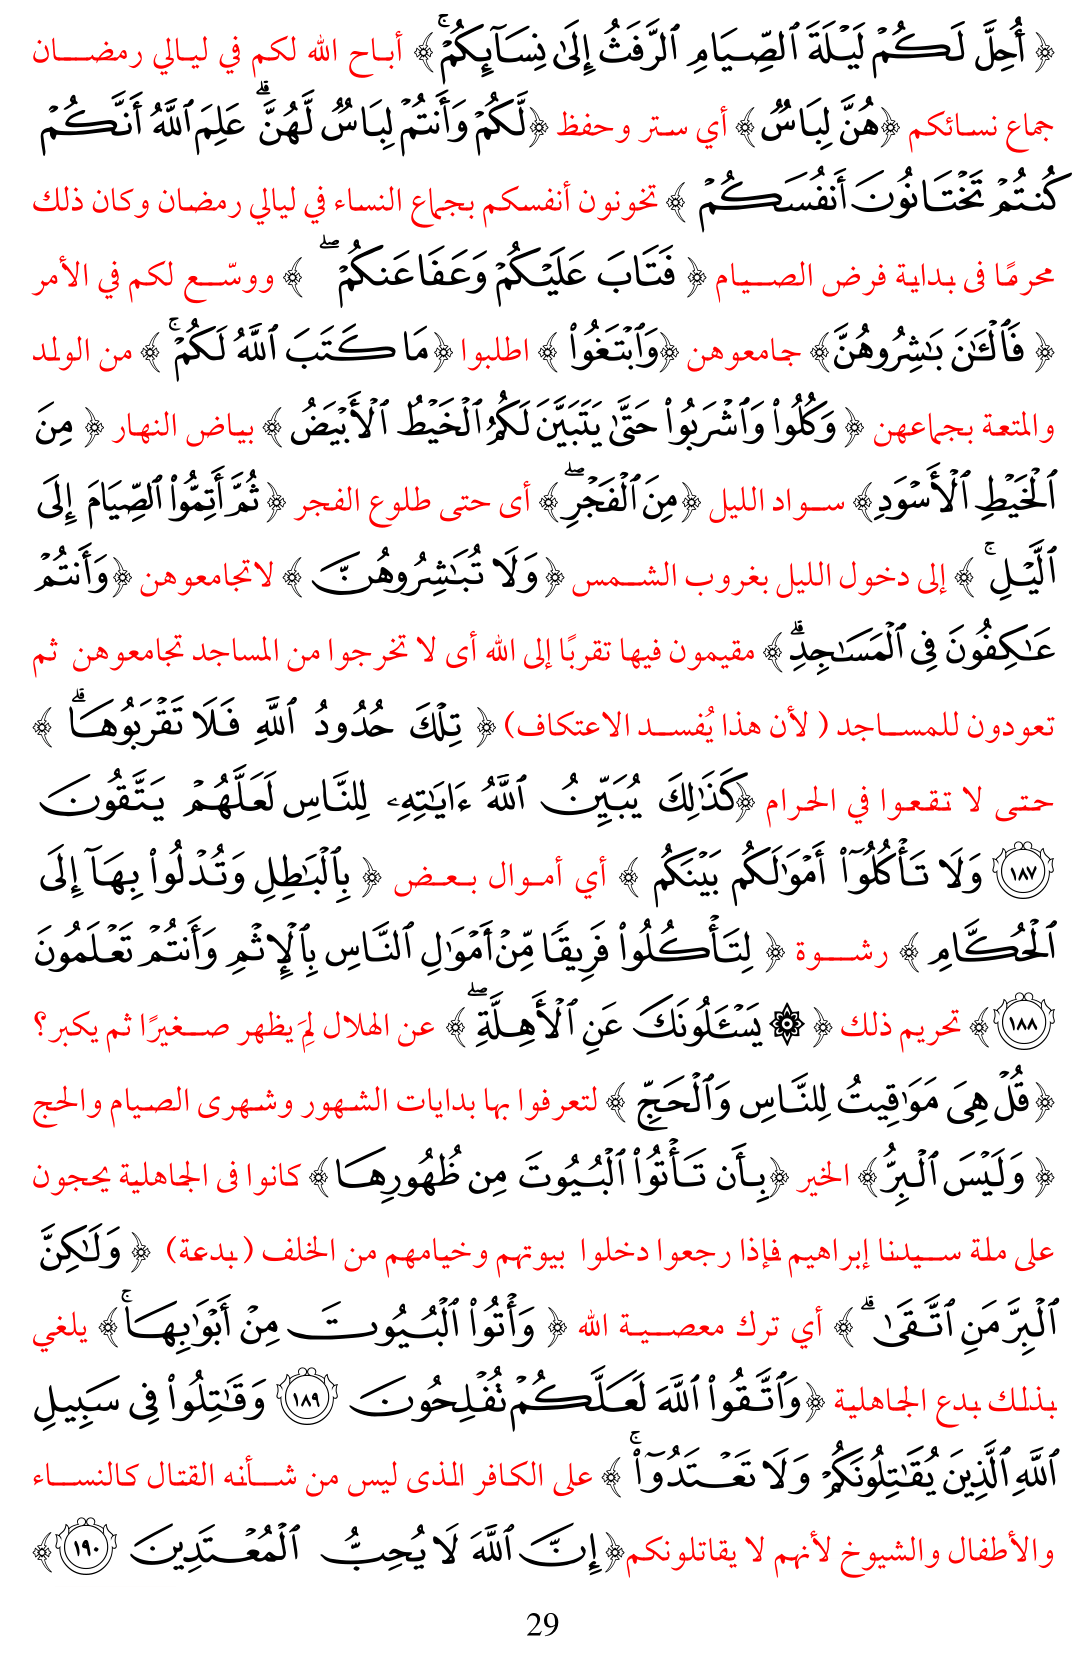 ﴿ أُحِلَّ لَكُمْ لَيْلَةَ ٱلصِّيَامِ ٱلرَّفَثُ إِلَىٰ نِسَآئِكُمْۚ ﴾ أباح الله لكم في ليالي رمضان
جماع نسائكم ﴿هُنَّ لِبَاسٌ﴾ أي ستر وحفظ ﴿لَّكُمْ وَأَنتُمْ لِبَاسٌ لَّهُنَّۗ عَلِمَ ٱللَّهُ أَنَّكُمْ
كُنتُمْ تَخْتَانُونَ أَنفُسَكُمْ ﴾ تخونون أنفسكم بجماع النساء في ليالي رمضان وكان ذلك
محرمًا فى بداية فرض الصيام ﴿ فَتَابَ عَلَيْكُمْ وَعَفَا عَنكُمْۖ ﴾ ووسّع لكم في الأمر
﴿ فَٱلْـَٰٔنَ بَـٰشِرُوهُنَّ﴾ جامعوهن ﴿وَٱبْتَغُوا۟ ﴾ اطلبوا ﴿مَا كَتَبَ ٱللَّهُ لَكُمْۚ ﴾ من الولد
والمتعة بجماعهن ﴿ وَكُلُوا۟ وَٱشْرَبُوا۟ حَتَّىٰ يَتَبَيَّنَ لَكُمُ ٱلْخَيْطُ ٱلْأَبْيَضُ ﴾ بياض النهار ﴿ مِنَ
ٱلْخَيْطِ ٱلْأَسْوَدِ﴾ سواد الليل ﴿مِنَ ٱلْفَجْرِۖ﴾ أى حتى طلوع الفجر ﴿ثُمَّ أَتِمُّوا۟ ٱلصِّيَامَ إِلَى
ٱلَّيْلِۚ ﴾ إلى دخول الليل بغروب الشمس ﴿وَلَا تُبَـٰشِرُوهُنَّ ﴾ لاتجامعوهن ﴿وَأَنتُمْ
عَـٰكِفُونَ فِى ٱلْمَسَـٰجِدِۗ﴾ مقيمون فيها تقربًا إلى الله أى لا تخرجوا من المساجد تجامعوهن ثم
تعودون للمساجد ( لأن هذا يُفسد الاعتكاف) ﴿ تِلْكَ حُدُودُ ٱللَّهِ فَلَا تَقْرَبُوهَاۗ ﴾
حتى لا تقعوا في الحرام ﴿كَذَٰلِكَ يُبَيِّنُ ٱللَّهُ ءَايَـٰتِهِۦ لِلنَّاسِ لَعَلَّهُمْ يَتَّقُونَ
١٨٧ وَلَا تَأْكُلُوٓا۟ أَمْوَٰلَكُم بَيْنَكُم ﴾ أي أموال بعض ﴿ بِٱلْبَـٰطِلِ وَتُدْلُوا۟ بِهَآ إِلَى
ٱلْحُكَّامِ ﴾ رشوة ﴿ لِتَأْكُلُوا۟ فَرِيقًا مِّنْ أَمْوَٰلِ ٱلنَّاسِ بِٱلْإِثْمِ وَأَنتُمْ تَعْلَمُونَ
١٨٨﴾ تحريم ذلك ﴿ ۞ يَسْـَٔلُونَكَ عَنِ ٱلْأَهِلَّةِۖ ﴾ عن الهلال لِمَ يظهر صغيرًا ثم يكبر؟
﴿قُلْ هِىَ مَوَٰقِيتُ لِلنَّاسِ وَٱلْحَجِّ ﴾ لتعرفوا بها بدايات الشهور وشهرى الصيام والحج
﴿ وَلَيْسَ ٱلْبِرُّ﴾ الخير ﴿بِأَن تَأْتُوا۟ ٱلْبُيُوتَ مِن ظُهُورِهَا﴾ كانوا فى الجاهلية يحجون
على ملة سيدنا إبراهيم فإذا رجعوا دخلوا بيوتهم وخيامهم من الخلف (بدعة) ﴿ وَلَـٰكِنَّ
ٱلْبِرَّ مَنِ ٱتَّقَىٰۗ ﴾ أي ترك معصية الله ﴿ وَأْتُوا۟ ٱلْبُيُوتَ مِنْ أَبْوَٰبِهَاۚ﴾ يلغي
بذلك بدع الجاهلية ﴿وَٱتَّقُوا۟ ٱللَّهَ لَعَلَّكُمْ تُفْلِحُونَ ١٨٩ وَقَـٰتِلُوا۟ فِى سَبِيلِ
ٱللَّهِ ٱلَّذِينَ يُقَـٰتِلُونَكُمْ وَلَا تَعْتَدُوٓا۟ۚ ﴾ على الكافر الذى ليس من شأنه القتال كالنساء
والأطفال والشيوخ لأنهم لا يقاتلونكم﴿إِنَّ ٱللَّهَ لَا يُحِبُّ ٱلْمُعْتَدِينَ ١٩٠﴾
29